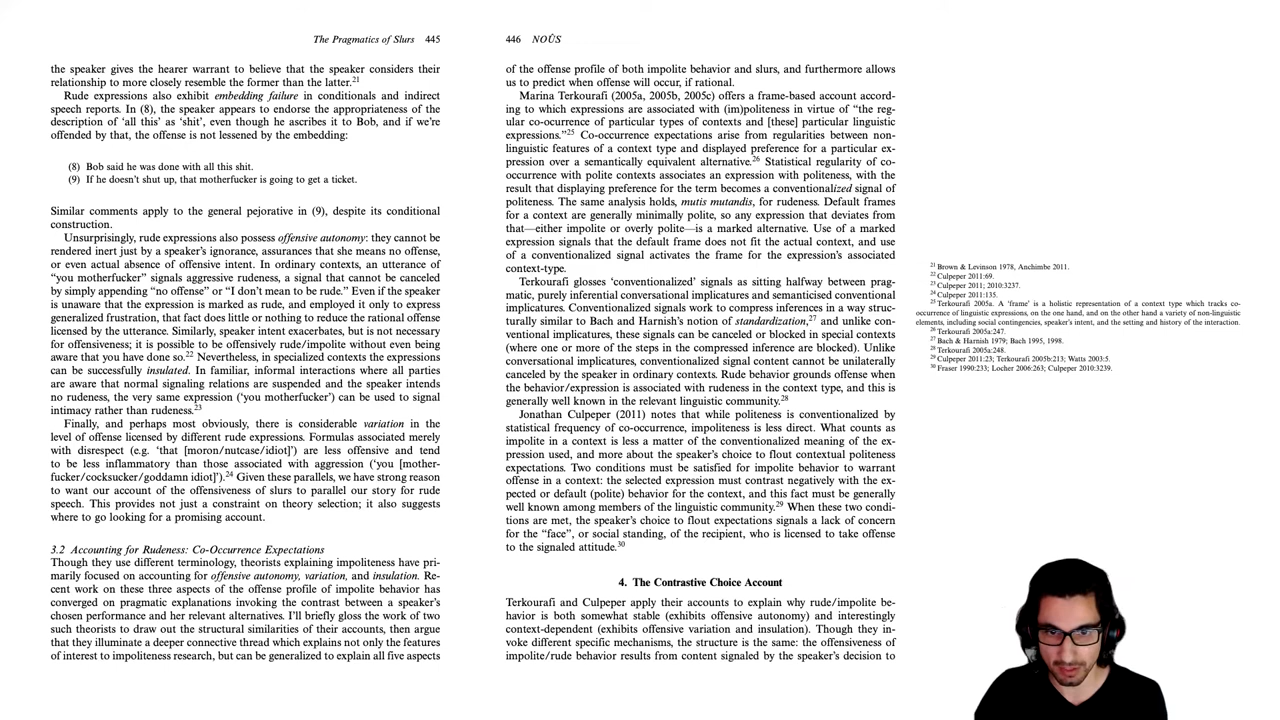 The Pragmatics of Slurs 445
the speaker gives the hearer warrant to believe that the speaker considers their
relationship to more closely resemble the former than the latter.21
Rude expressions also exhibit embedding failure in conditionals and indirect
speech reports. In (8), the speaker appears to endorse the appropriateness of the
description of ‘all this’ as ‘shit’, even though he ascribes it to Bob, and if we’re
offended by that, the offense is not lessened by the embedding:
(8) Bob said he was done with all this shit.
(9) If he doesn’t shut up, that motherfucker is going to get a ticket.
Similar comments apply to the general pejorative in (9), despite its conditional
construction.
Unsurprisingly, rude expressions also possess offensive autonomy: they cannot be
rendered inert just by a speaker’s ignorance, assurances that she means no offense,
or even actual absence of offensive intent. In ordinary contexts, an utterance of
“you motherfucker” signals aggressive rudeness, a signal that cannot be canceled
by simply appending “no offense” or “I don’t mean to be rude.” Even if the speaker
is unaware that the expression is marked as rude, and employed it only to express
generalized frustration, that fact does little or nothing to reduce the rational offense
licensed by the utterance. Similarly, speaker intent exacerbates, but is not necessary
for offensiveness; it is possible to be offensively rude/impolite without even being
aware that you have done so.22 Nevertheless, in specialized contexts the expressions
can be successfully insulated. In familiar, informal interactions where all parties
are aware that normal signaling relations are suspended and the speaker intends
no rudeness, the very same expression (‘you motherfucker’) can be used to signal
intimacy rather than rudeness.23
Finally, and perhaps most obviously, there is considerable variation in the
level of offense licensed by different rude expressions. Formulas associated merely
with disrespect (e.g. ‘that [moron/nutcase/idiot]’) are less offensive and tend
to be less inflammatory than those associated with aggression (‘you [mother-
fucker/cocksucker/goddamn idiot]’).24 Given these parallels, we have strong reason
to want our account of the offensiveness of slurs to parallel our story for rude
speech. This provides not just a constraint on theory selection; it also suggests
where to go looking for a promising account.
3.2 Accounting for Rudeness: Co-Occurrence Expectations
Though they use different terminology, theorists explaining impoliteness have pri-
marily focused on accounting for offensive autonomy, variation, and insulation. Re-
cent work on these three aspects of the offense profile of impolite behavior has
converged on pragmatic explanations invoking the contrast between a speaker’s
chosen performance and her relevant alternatives. I’ll briefly gloss the work of two
such theorists to draw out the structural similarities of their accounts, then argue
that they illuminate a deeper connective thread which explains not only the features
of interest to impoliteness research, but can be generalized to explain all five aspects
446 NOÛS
of the offense profile of both impolite behavior and slurs, and furthermore allows
us to predict when offense will occur, if rational.
Marina Terkourafi (2005a, 2005b, 2005c) offers a frame-based account accord-
ing to which expressions are associated with (im)politeness in virtue of “the reg-
ular co-ocurrence of particular types of contexts and [these] particular linguistic
expressions.”25 Co-occurrence expectations arise from regularities between non-
linguistic features of a context type and displayed preference for a particular ex-
pression over a semantically equivalent alternative.26 Statistical regularity of co-
occurrence with polite contexts associates an expression with politeness, with the
result that displaying preference for the term becomes a conventionalized signal of
politeness. The same analysis holds, mutis mutandis, for rudeness. Default frames
for a context are generally minimally polite, so any expression that deviates from
that—either impolite or overly polite—is a marked alternative. Use of a marked
expression signals that the default frame does not fit the actual context, and use
of a conventionalized signal activates the frame for the expression’s associated
context-type.
Terkourafi glosses ‘conventionalized’ signals as sitting halfway between prag-
matic, purely inferential conversational implicatures and semanticised conventional
implicatures. Conventionalized signals work to compress inferences in a way struc-
turally similar to Bach and Harnish’s notion of standardization,27 and unlike con-
ventional implicatures, these signals can be canceled or blocked in special contexts
(where one or more of the steps in the compressed inference are blocked). Unlike
conversational implicatures, conventionalized signal content cannot be unilaterally
canceled by the speaker in ordinary contexts. Rude behavior grounds offense when
the behavior/expression is associated with rudeness in the context type, and this is
generally well known in the relevant linguistic community.28
Jonathan Culpeper (2011) notes that while politeness is conventionalized by
statistical frequency of co-occurrence, impoliteness is less direct. What counts as
impolite in a context is less a matter of the conventionalized meaning of the ex-
pression used, and more about the speaker’s choice to flout contextual politeness
expectations. Two conditions must be satisfied for impolite behavior to warrant
offense in a context: the selected expression must contrast negatively with the ex-
pected or default (polite) behavior for the context, and this fact must be generally
well known among members of the linguistic community.29 When these two condi-
tions are met, the speaker’s choice to flout expectations signals a lack of concern
for the “face”, or social standing, of the recipient, who is licensed to take offense
to the signaled attitude.30
4. The Contrastive Choice Account
Terkourafi and Culpeper apply their accounts to explain why rude/impolite be-
havior is both somewhat stable (exhibits offensive autonomy) and interestingly
context-dependent (exhibits offensive variation and insulation). Though they in-
voke different specific mechanisms, the structure is the same: the offensiveness of
impolite/rude behavior results from content signaled by the speaker’s decision to
21 Brown & Levinson 1978, Anchimbe 2011.
22 Culpeper 2011:69.
23 Culpeper 2011; 2010:3237.
24 Culpeper 2011:135.
25 Terkourafi 2005a. A ‘frame’ is a holistic representation of a context type which tracks co-
occurrence of linguistic expressions, on the one hand, and on the other hand a variety of non-linguistic
elements, including social contingencies, speaker’s intent, and the setting and history of the interaction.
26 Terkourafi 2005a:247.
27 Bach & Harnish 1979; Bach 1995, 1998.
28 Terkourafi 2005a:248.
29 Culpeper 2011:23; Terkourafi 2005b:213; Watts 2003:5.
30 Fraser 1990:233; Locher 2006:263; Culpeper 2010:3239.